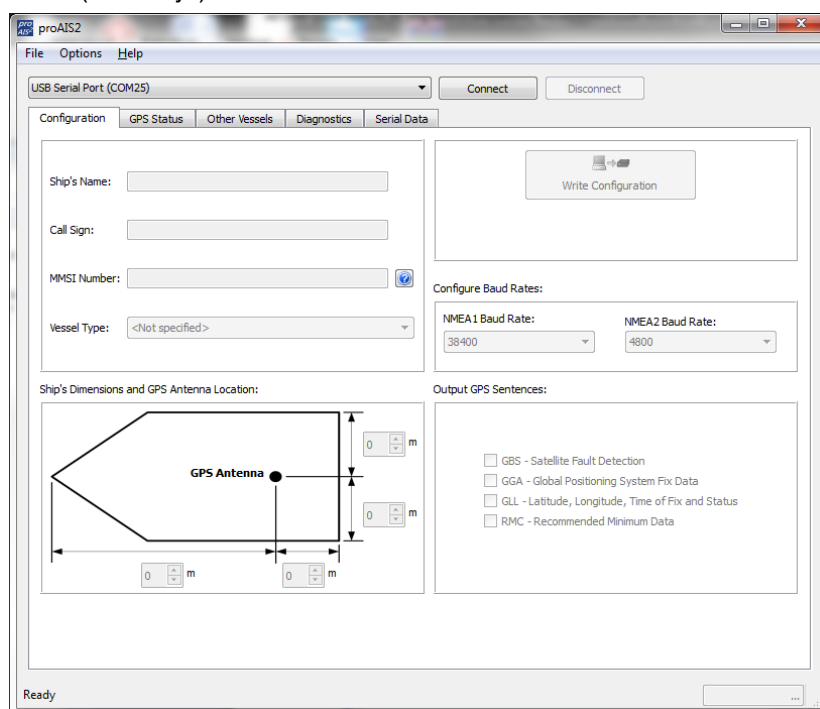 pro AIS2 proAIS2
File Options Help
USB Serial Port (COM25) Connect Disconnect
Configuration GPS Status Other Vessels Diagnostics Serial Data
Ship's Name:
Write Configuration
Call Sign:
MMSI Number: ?
Configure Baud Rates:
Vessel Type: <Not specified>
NMEA1 Baud Rate: NMEA2 Baud Rate:
38400 4800
Ship's Dimensions and GPS Antenna Location:
Output GPS Sentences:
0 m
GPS Antenna
0 m
0 m 0 m
GBS - Satellite Fault Detection
GGA - Global Positioning System Fix Data
GLL - Latitude, Longitude, Time of Fix and Status
RMC - Recommended Minimum Data
Ready ...